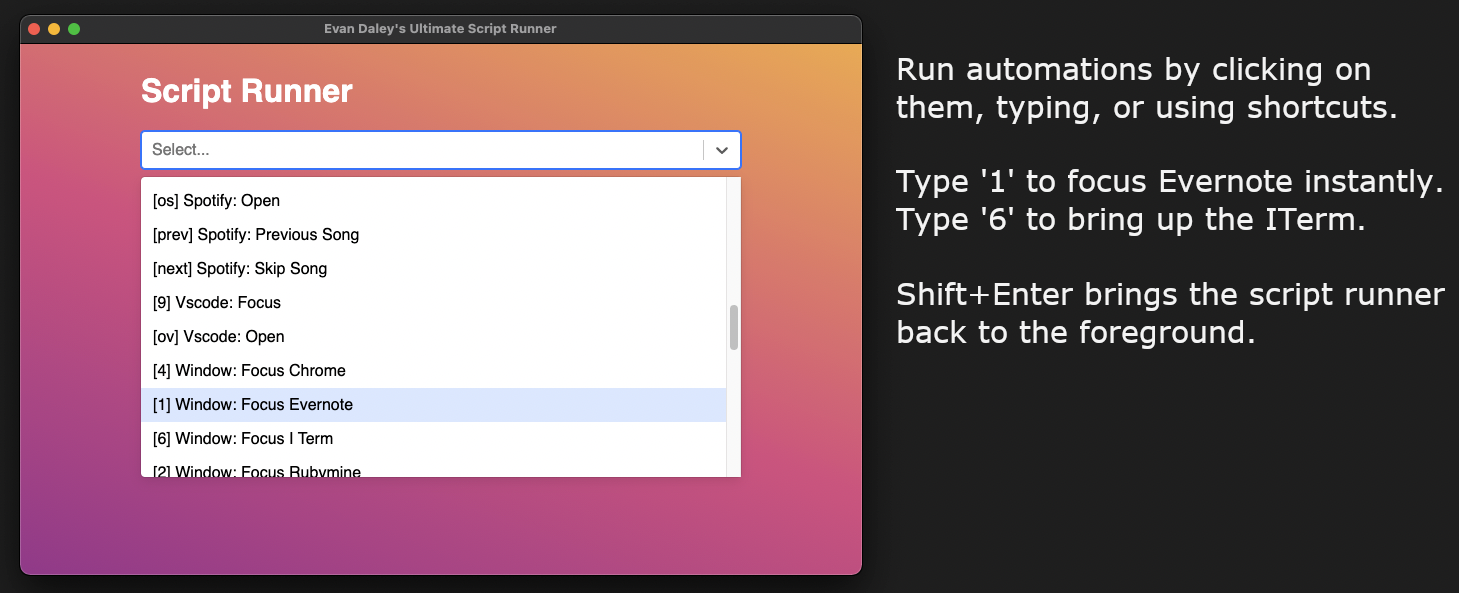 Evan Daley's Ultimate Script Runner
Script Runner
Select...
[os] Spotify: Open
[prev] Spotify: Previous Song
[next] Spotify: Skip Song
[9] Vscode: Focus
[ov] Vscode: Open
[4] Window: Focus Chrome
[1] Window: Focus Evernote
[6] Window: Focus I Term
[2] Window: Focus Rubymine
Run automations by clicking on
them, typing, or using shortcuts.
Type '1' to focus Evernote instantly.
Type '6' to bring up the ITerm.
Shift+Enter brings the script runner
back to the foreground.